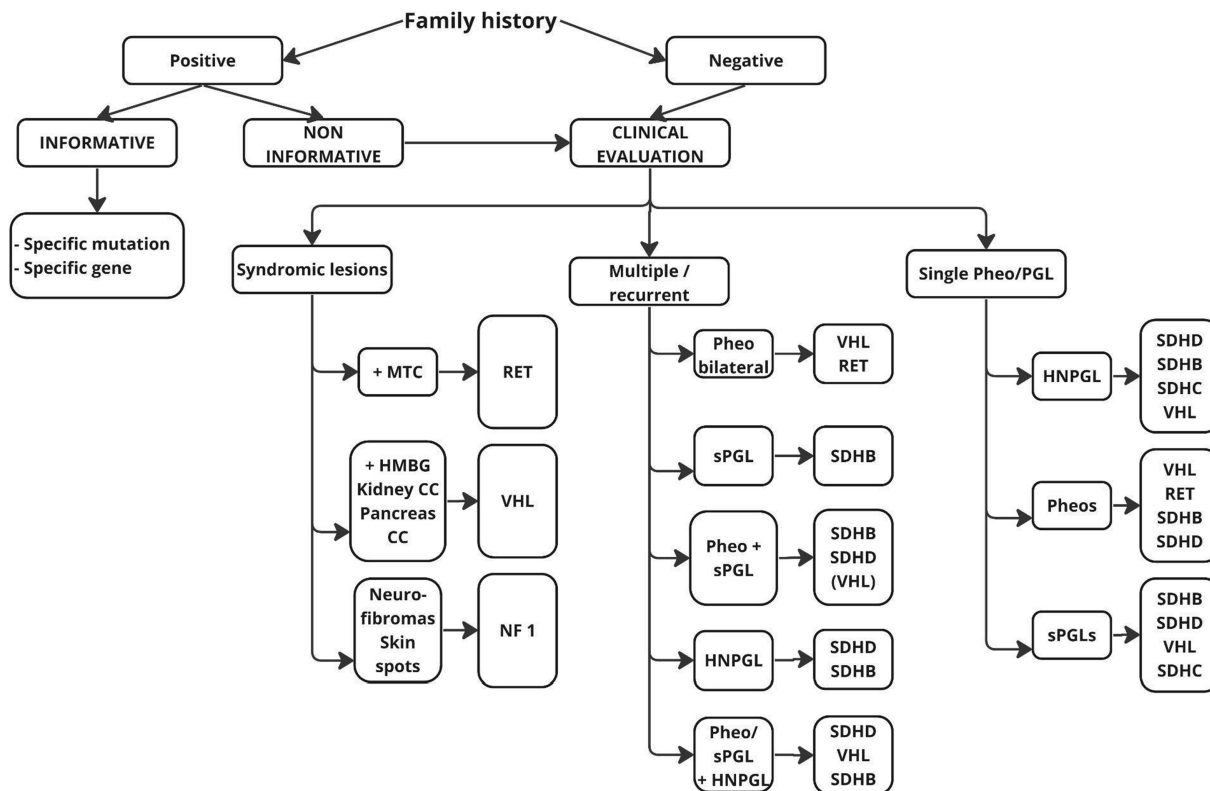 Family history
Positive
Negative
INFORMATIVE
NON
INFORMATIVE
CLINICAL
EVALUATION
- Specific mutation
- Specific gene
Syndromic lesions
Multiple /
recurrent
Single Pheo/PGL
+ MTC
RET
+ HMBG
Kidney CC
Pancreas
CC
VHL
Neuro-
fibromas
Skin
spots
NF 1
Pheo
bilateral
VHL
RET
sPGL
SDHB
Pheo +
sPGL
SDHB
SDHD
(VHL)
HNPGL
SDHD
SDHB
Pheo/
sPGL
+ HNPGL
SDHD
VHL
SDHB
HNPGL
SDHD
SDHB
SDHC
VHL
Pheos
VHL
RET
SDHB
SDHD
sPGLs
SDHB
SDHD
VHL
SDHC